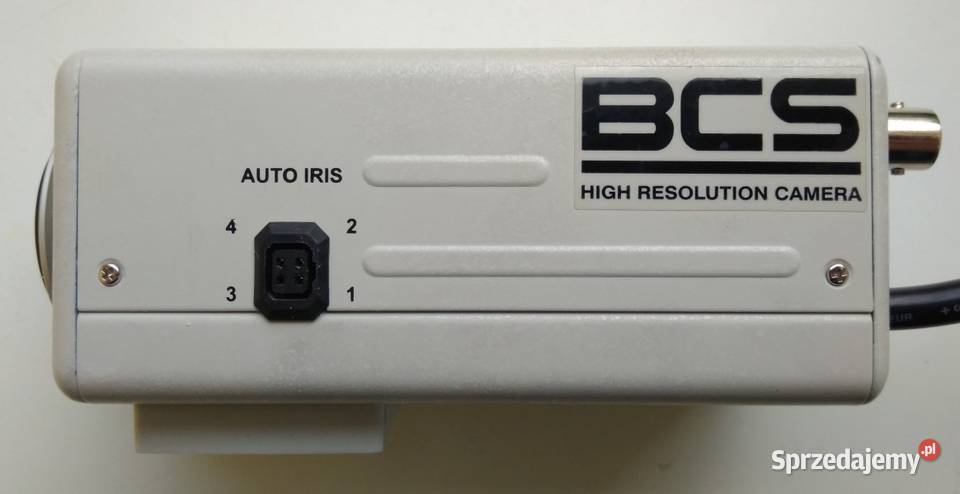 BCS
HIGH RESOLUTION CAMERA
AUTO IRIS
4 2
3 1
Sprzedajemy.pl